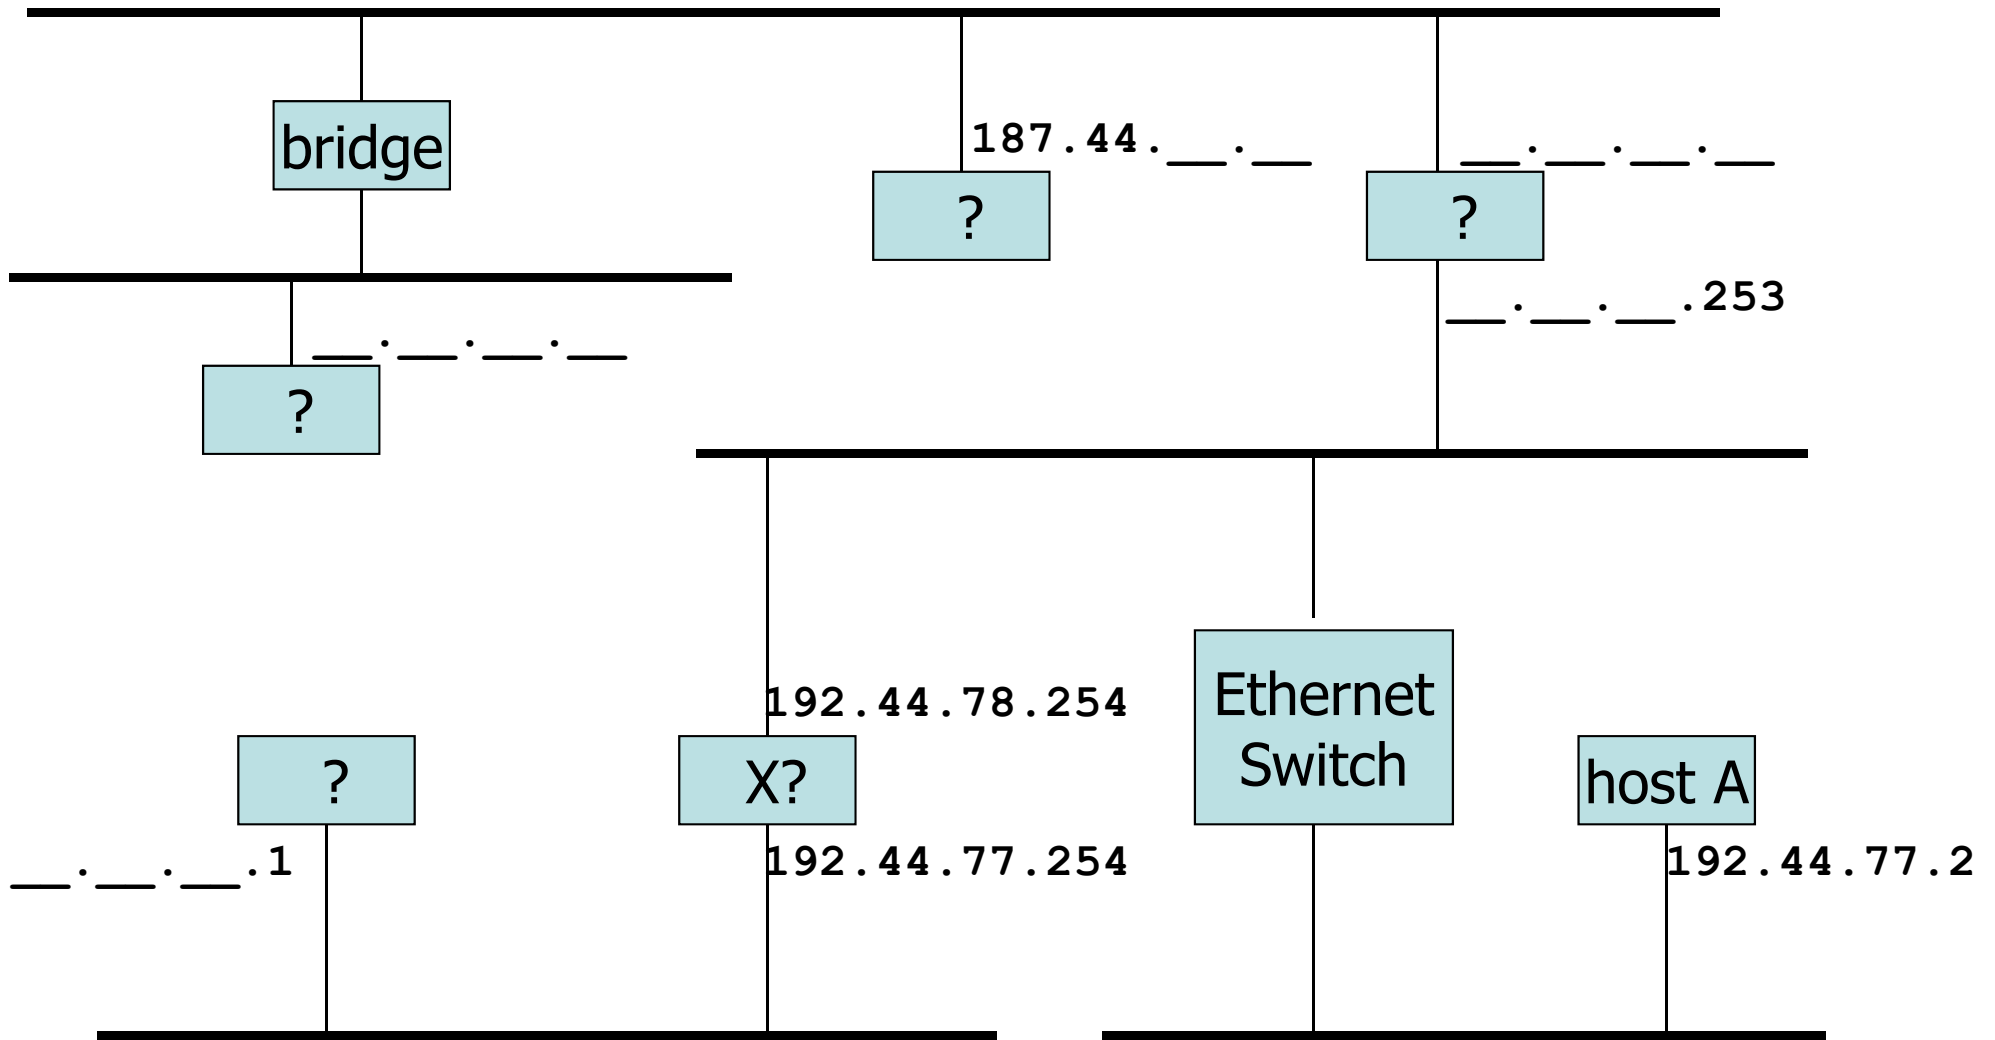 bridge
187.44.__.__
__.__.__.__
?
?
__.__.__.253
__.__.__.__
?
192.44.78.254
Ethernet
Switch
?
X?
host A
__.__.__.1
192.44.77.254
192.44.77.2